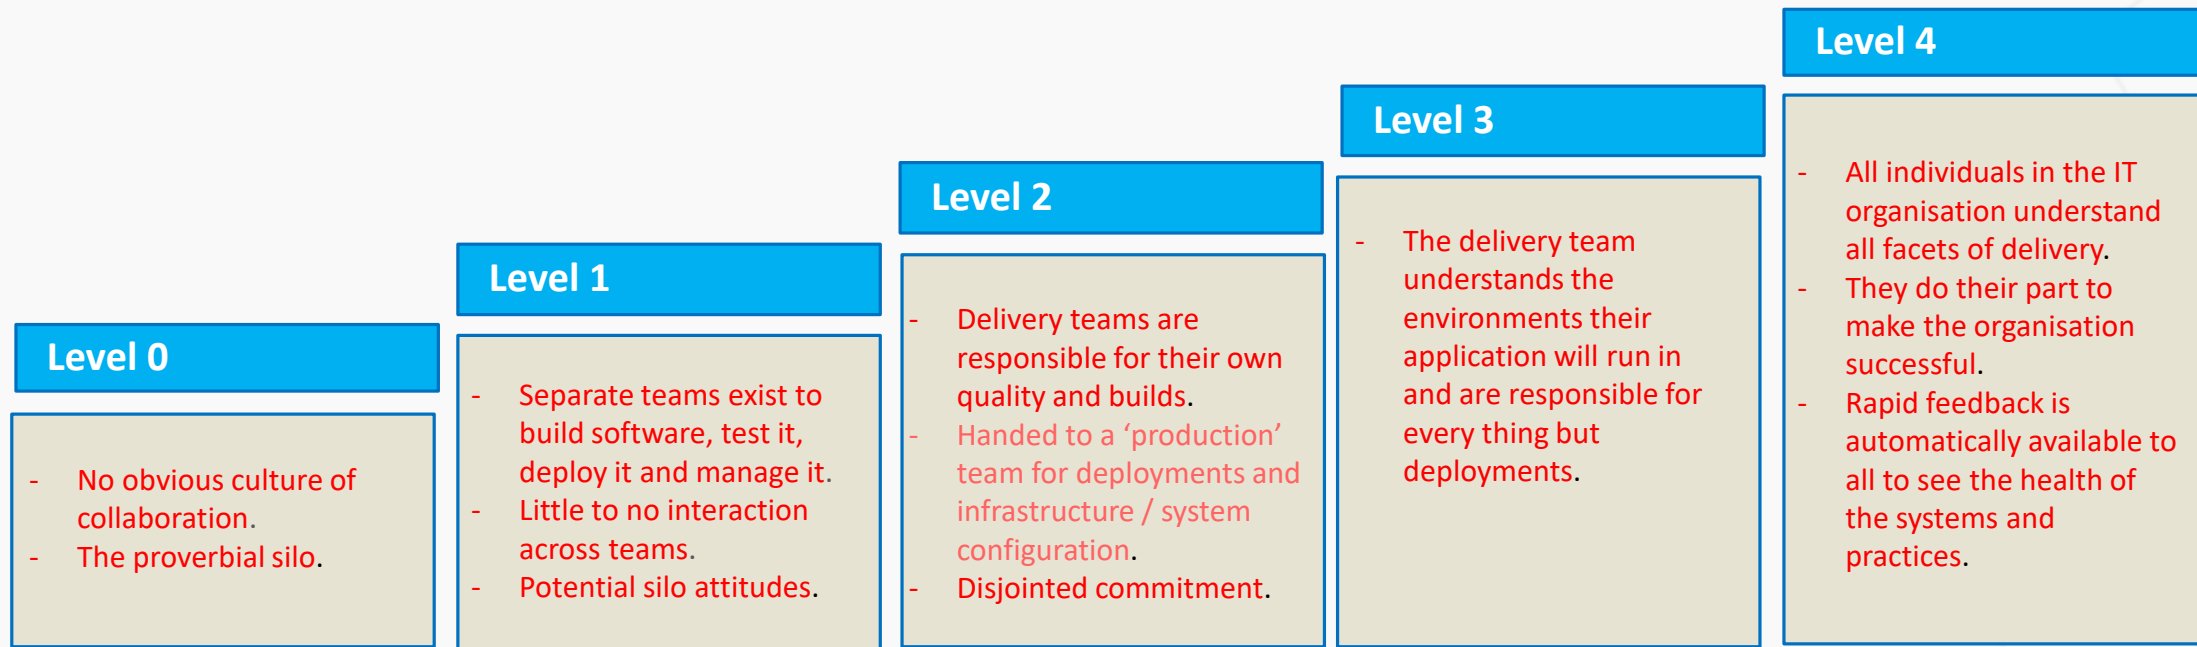 Level 0
- No obvious culture of
collaboration.
- The proverbial silo.
Level 1
- Separate teams exist to
build software, test it,
deploy it and manage it.
- Little to no interaction
across teams.
- Potential silo attitudes.
Level 2
- Delivery teams are
responsible for their own
quality and builds.
- Handed to a ‘production’
team for deployments and
infrastructure / system
configuration.
- Disjointed commitment.
Level 3
- The delivery team
understands the
environments their
application will run in
and are responsible for
every thing but
deployments.
Level 4
- All individuals in the IT
organisation understand
all facets of delivery.
- They do their part to
make the organisation
successful.
- Rapid feedback is
automatically available to
all to see the health of
the systems and
practices.